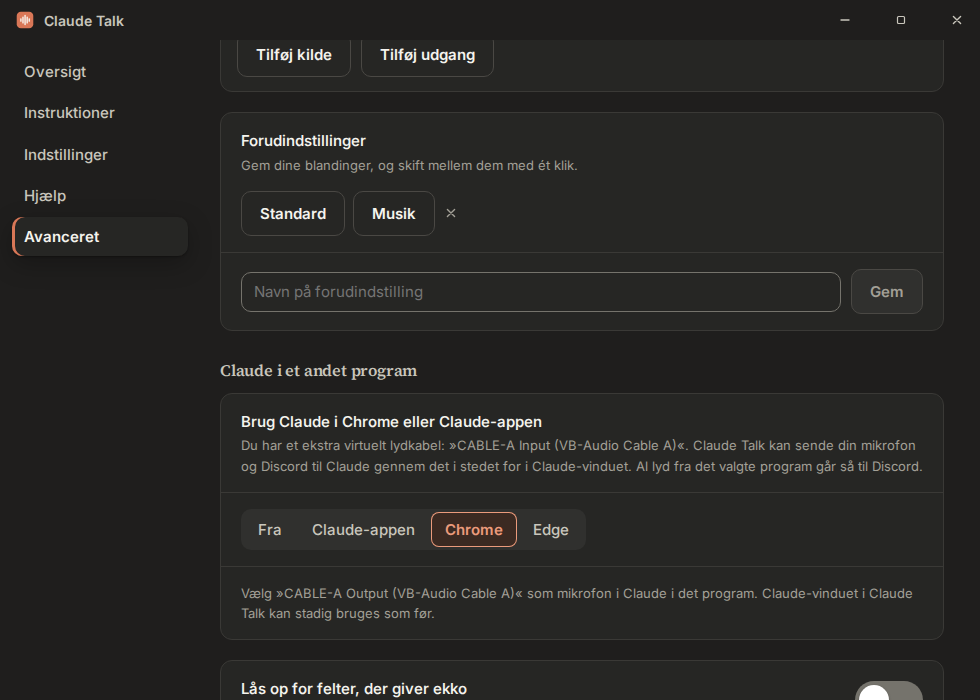 Claude Talk
Oversigt
Instruktioner
Indstillinger
Hjælp
Avanceret
Tilføj kilde
Tilføj udgang
Forudindstillinger
Gem dine blandinger, og skift mellem dem med ét klik.
Standard
Musik
Navn på forudindstilling
Gem
Claude i et andet program
Brug Claude i Chrome eller Claude-appen
Du har et ekstra virtuelt lydkabel: »CABLE-A Input (VB-Audio Cable A)«. Claude Talk kan sende din mikrofon
og Discord til Claude gennem det i stedet for i Claude-vinduet. Al lyd fra det valgte program går så til Discord.
Fra
Claude-appen
Chrome
Edge
Vælg »CABLE-A Output (VB-Audio Cable A)« som mikrofon i Claude i det program. Claude-vinduet i Claude
Talk kan stadig bruges som før.
Lås op for felter, der giver ekko